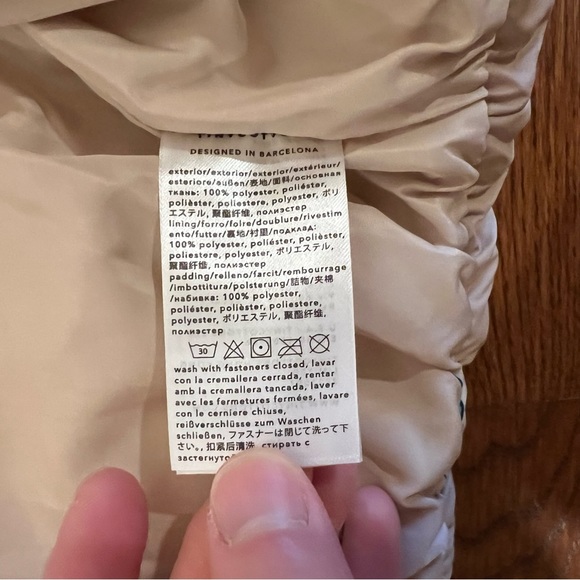 DESIGNED IN BARCELONA
exterior/exterior/exterior/extérieur/
esteriore/außen/表地/面料/основная
ткань: 100% polyester, poliéster,
polièster, poliestere, polyester, ポリ
エステル, 聚酯纤维, полиэстер
lining/forro/folre/doublure/rivestim
ento/futter/裏地/衬里/подклад:
100% polyester, poliéster, polièster,
poliestere, polyester, ポリエステル,
聚酯纤维, полиэстер
padding/relleno/farcit/rembourrage
/imbottitura/polsterung/詰物/夹棉
/набивка: 100% polyester,
poliéster, polièster, poliestere,
polyester, ポリエステル, 聚酯纤维,
полиэстер
30
wash with fasteners closed, lavar
con la cremallera cerrada, rentar
amb la cremallera tancada, laver
avec les fermetures fermées, lavare
con le cerniere chiuse,
reißverschlüsse zum Waschen
schließen, ファスナーは閉じて洗って下
さい。, 扣紧后清洗, стирать с
застегнуто